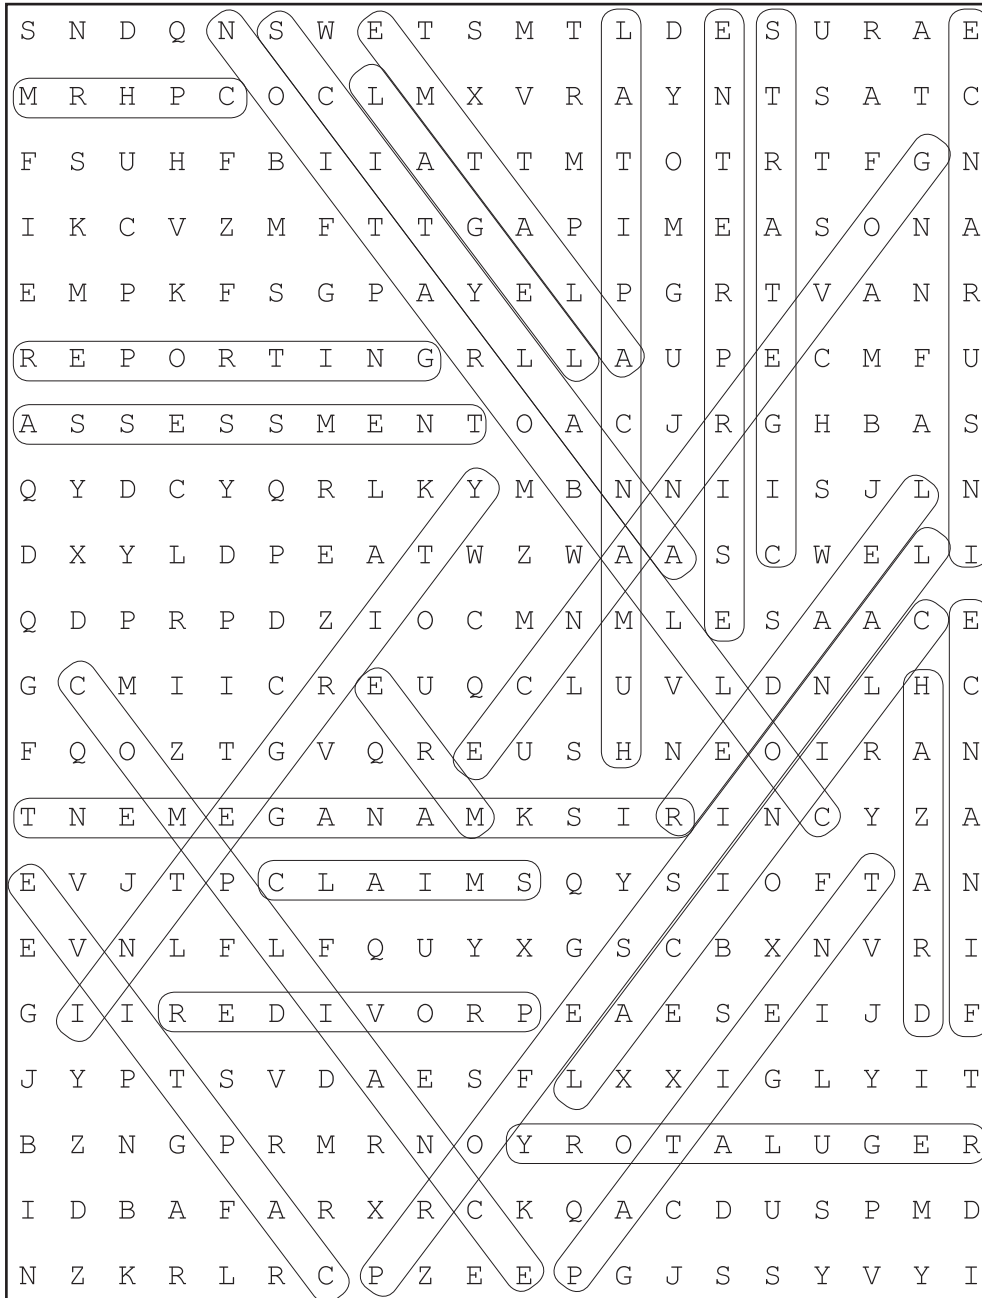 S N D Q N S W E T S M T L D E S U R A E
M R H P C O C L M X V R A Y N T S A T C
F S U H F B I I A T T M T O T R T F G N
I K C V Z M F T T G A P I M E A S O N A
E M P K F S G P A Y E L P G R T V A N R
R E P O R T I N G R L L A U P E C M F U
A S S E S S M E N T O A C J R G H B A S
Q Y D C Y Q R L K Y M B N N I I S J L N
D X Y L D P E A T W Z W A A S C W E L I
Q D P R P D Z I O C M N M L E S A A C E
G C M I I C R E U Q C L U V L D N L H C
F Q O Z T G V Q R E U S H N E O I R A N
T N E M E G A N A M K S I R I N C Y Z A
E V J T P C L A I M S Q Y S I O F T A N
E V N L F L F Q U Y X G S C B X N V R I
G I I R E D I V O R P E A E S E I J D F
J Y P T S V D A E S F L X X I G L Y I T
B Z N G P R M R N O Y R O T A L U G E R
I D B A F A R X R C K Q A C D U S P M D
N Z K R L R C P Z E E P G J S S Y V Y I